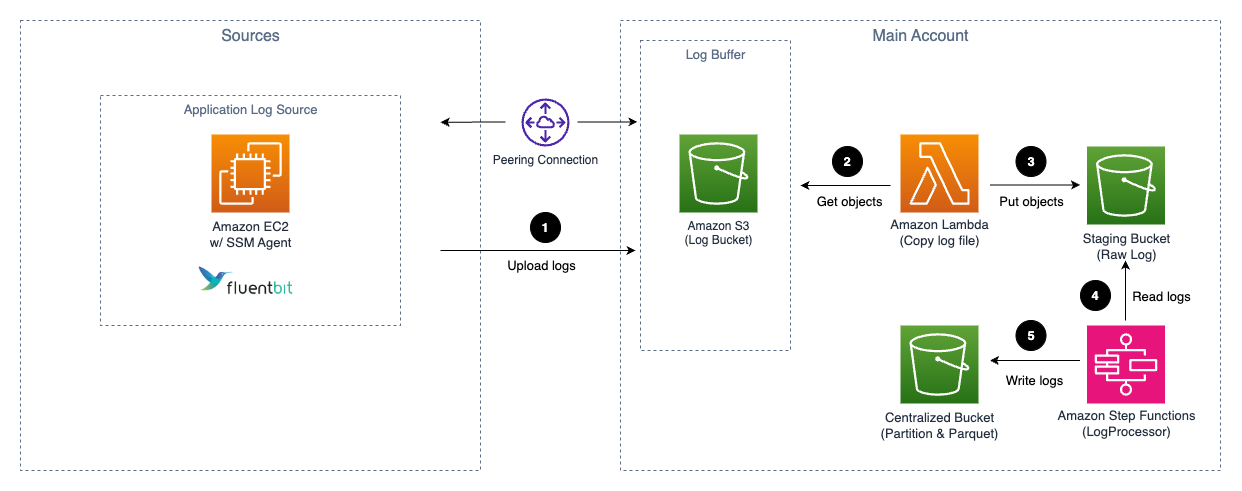 Sources
Main Account
Application Log Source
Amazon EC2
w/ SSM Agent
fluentbit
Peering Connection
1
Upload logs
Log Buffer
Amazon S3
(Log Bucket)
2
Get objects
Amazon Lambda
(Copy log file)
3
Put objects
Staging Bucket
(Raw Log)
4
Read logs
Amazon Step Functions
(LogProcessor)
5
Write logs
Centralized Bucket
(Partition & Parquet)